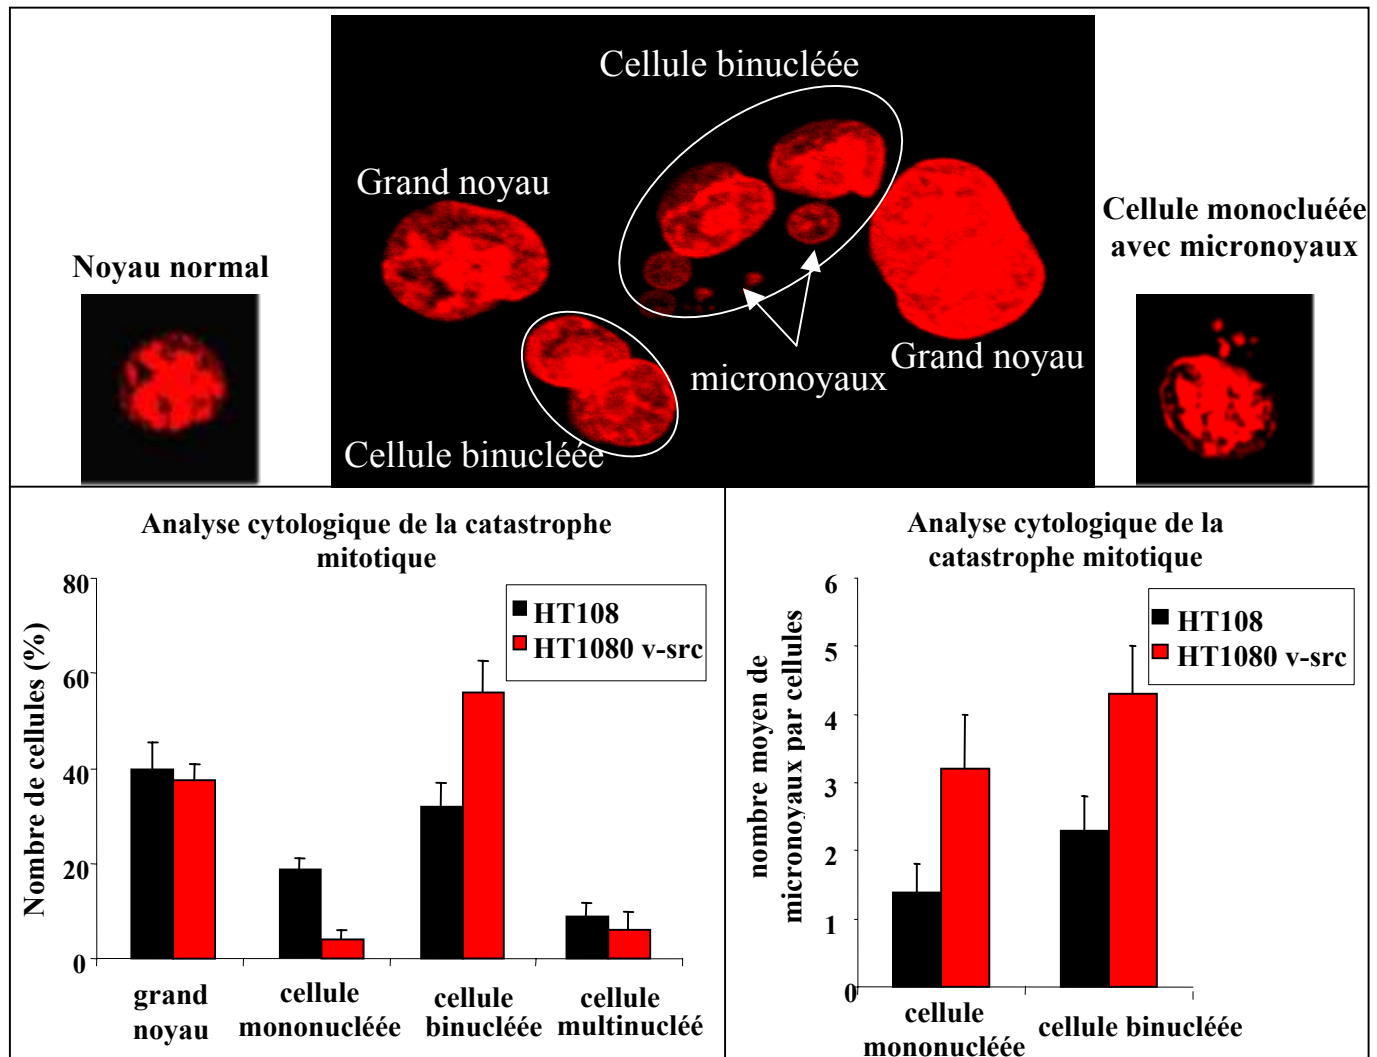 Cellule binucléée
Grand noyau
Noyau normal
Cellule monocluéée
avec micronoyaux
Grand noyau
micronoyaux
Cellule binucléée
Analyse cytologique de la catastrophe
mitotique
Nombre de cellules (%)
80
60
40
20
0
HT108
HT1080 v-src
grand
noyau
cellule
mononucléée
cellule
binucléée
cellule
multinucléé
Analyse cytologique de la
catastrophe mitotique
nombre moyen de
micronoyaux par cellules
6
5
4
3
2
1
0
HT108
HT1080 v-src
cellule
mononucléée
cellule binucléée